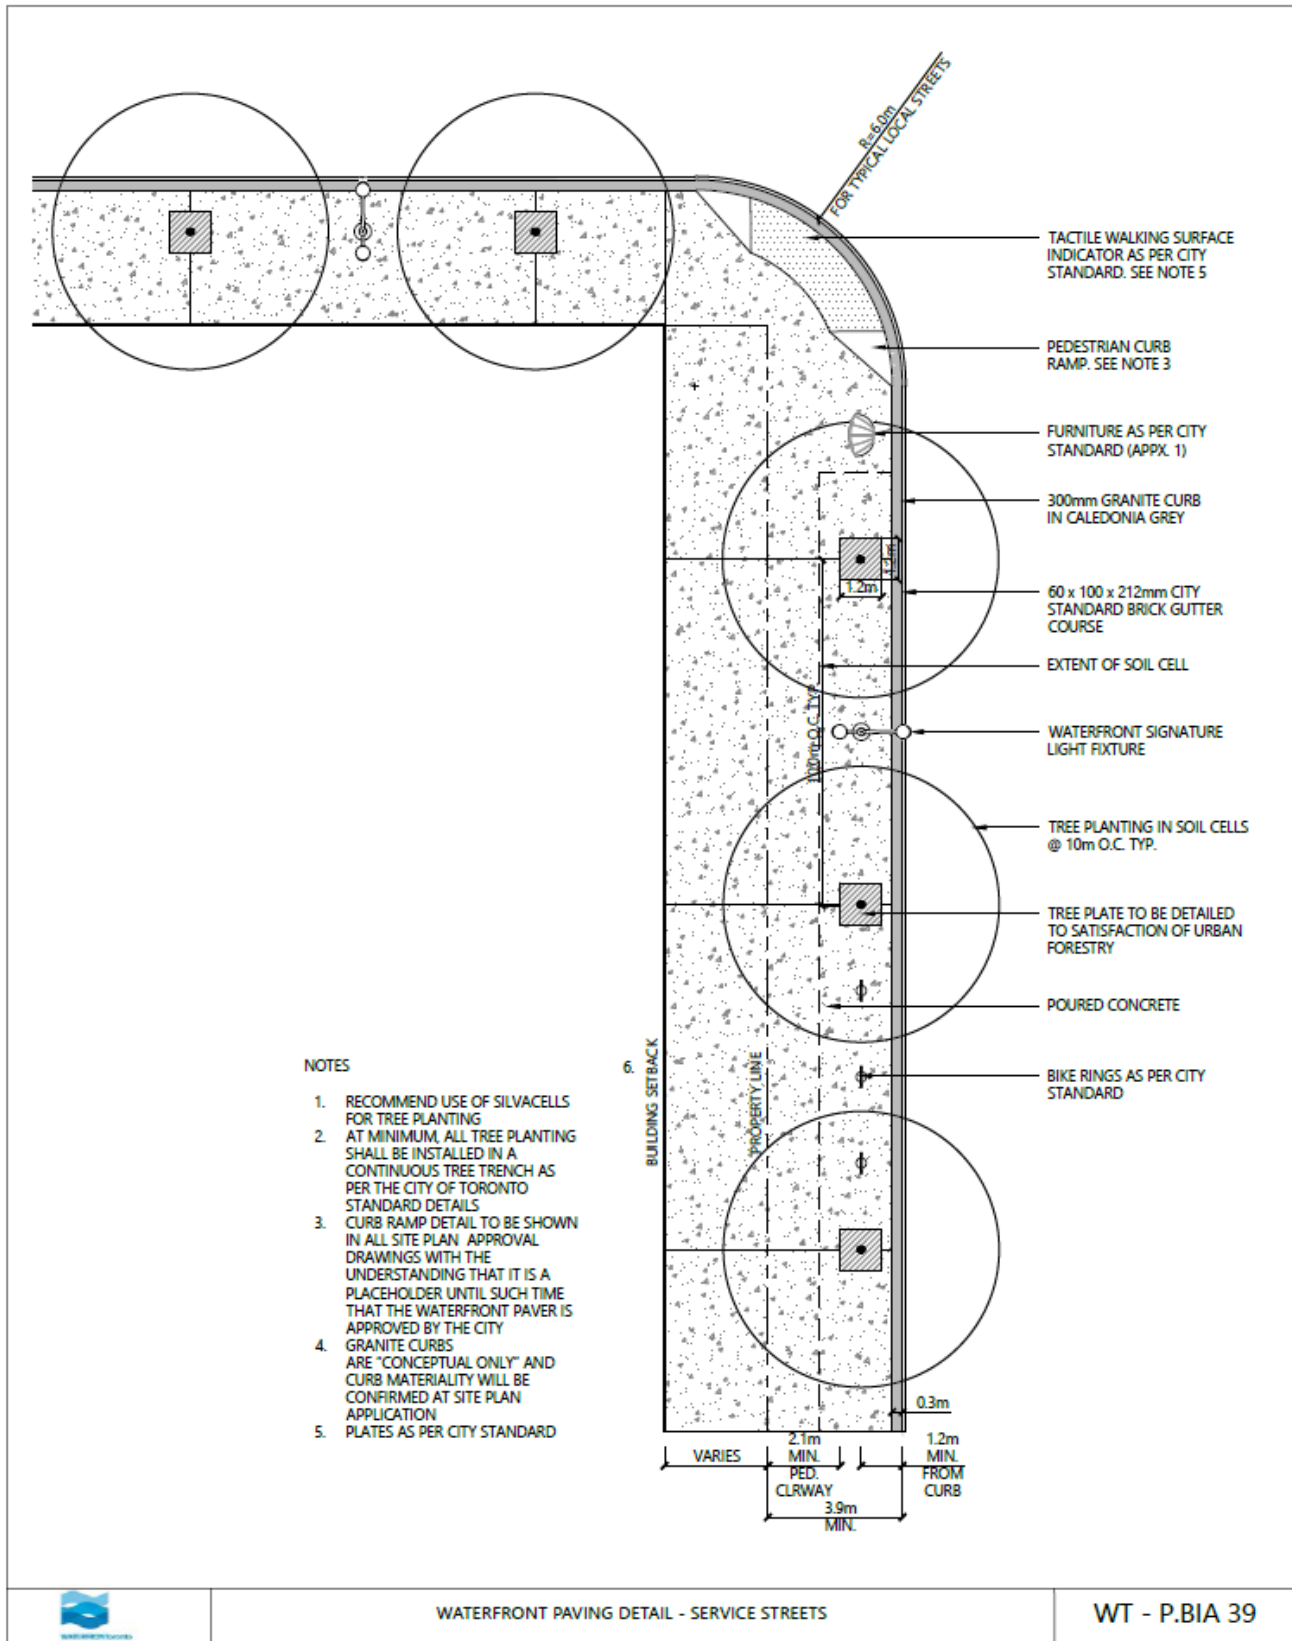 R=6.0m
FOR TYPICAL LOCAL STREETS
TACTILE WALKING SURFACE
INDICATOR AS PER CITY
STANDARD. SEE NOTE 5
PEDESTRIAN CURB
RAMP. SEE NOTE 3
FURNITURE AS PER CITY
STANDARD (APPX. 1)
300mm GRANITE CURB
IN CALEDONIA GREY
1.2m
1.2m
60 x 100 x 212mm CITY
STANDARD BRICK GUTTER
COURSE
EXTENT OF SOIL CELL
10.0m O.C. TYP.
WATERFRONT SIGNATURE
LIGHT FIXTURE
TREE PLANTING IN SOIL CELLS
@ 10m O.C. TYP.
TREE PLATE TO BE DETAILED
TO SATISFACTION OF URBAN
FORESTRY
POURED CONCRETE
BIKE RINGS AS PER CITY
STANDARD
NOTES
1. RECOMMEND USE OF SILVACELLS
FOR TREE PLANTING
2. AT MINIMUM, ALL TREE PLANTING
SHALL BE INSTALLED IN A
CONTINUOUS TREE TRENCH AS
PER THE CITY OF TORONTO
STANDARD DETAILS
3. CURB RAMP DETAIL TO BE SHOWN
IN ALL SITE PLAN APPROVAL
DRAWINGS WITH THE
UNDERSTANDING THAT IT IS A
PLACEHOLDER UNTIL SUCH TIME
THAT THE WATERFRONT PAVER IS
APPROVED BY THE CITY
4. GRANITE CURBS
ARE "CONCEPTUAL ONLY" AND
CURB MATERIALITY WILL BE
CONFIRMED AT SITE PLAN
APPLICATION
5. PLATES AS PER CITY STANDARD
6.
BUILDING SETBACK
PROPERTY LINE
0.3m
VARIES
2.1m
MIN.
PED.
CLRWAY
1.2m
MIN.
FROM
CURB
3.9m
MIN.
WATERFRONT PAVING DETAIL - SERVICE STREETS
WT - P.BIA 39